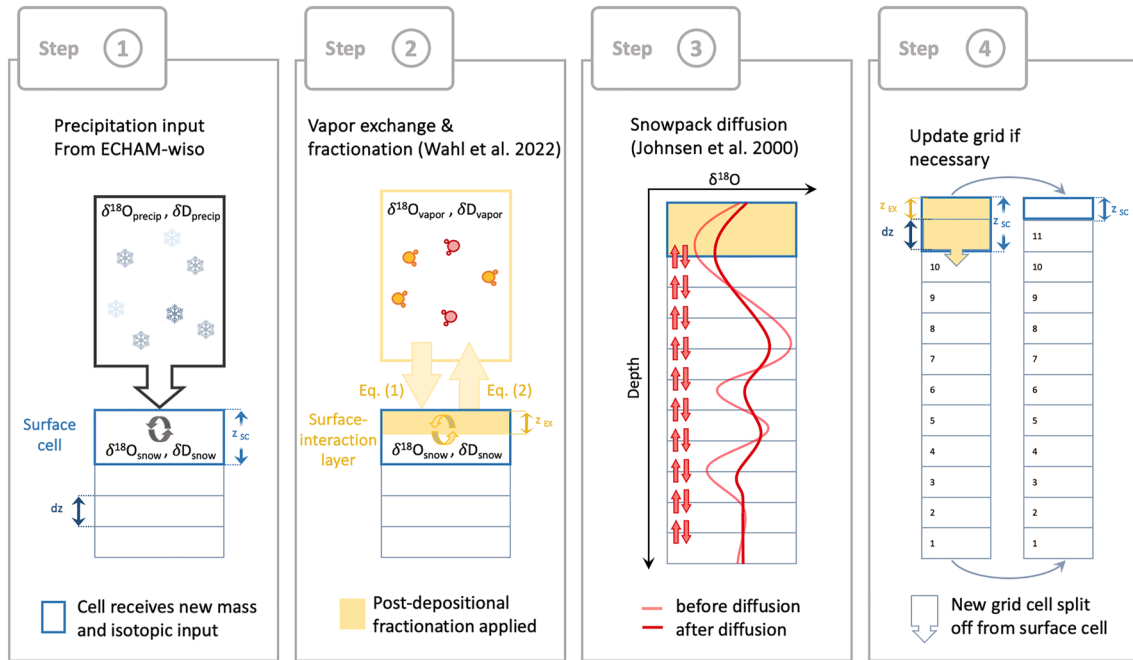 Step 1
Precipitation input
From ECHAM-wiso
δ18Oprecip , δDprecip
Surface
cell
z SC
δ18Osnow , δDsnow
dz
Cell receives new mass
and isotopic input
Step 2
Vapor exchange &
fractionation (Wahl et al. 2022)
δ18Ovapor , δDvapor
Eq. (1)
Eq. (2)
Surface-
interaction
layer
z EX
δ18Osnow , δDsnow
Post-depositional
fractionation applied
Step 3
Snowpack diffusion
(Johnsen et al. 2000)
δ18O
Depth
before diffusion
after diffusion
Step 4
Update grid if
necessary
z EX
dz
z SC
10
9
8
7
6
5
4
3
2
1
z SC
11
10
9
8
7
6
5
4
3
2
1
New grid cell split
off from surface cell